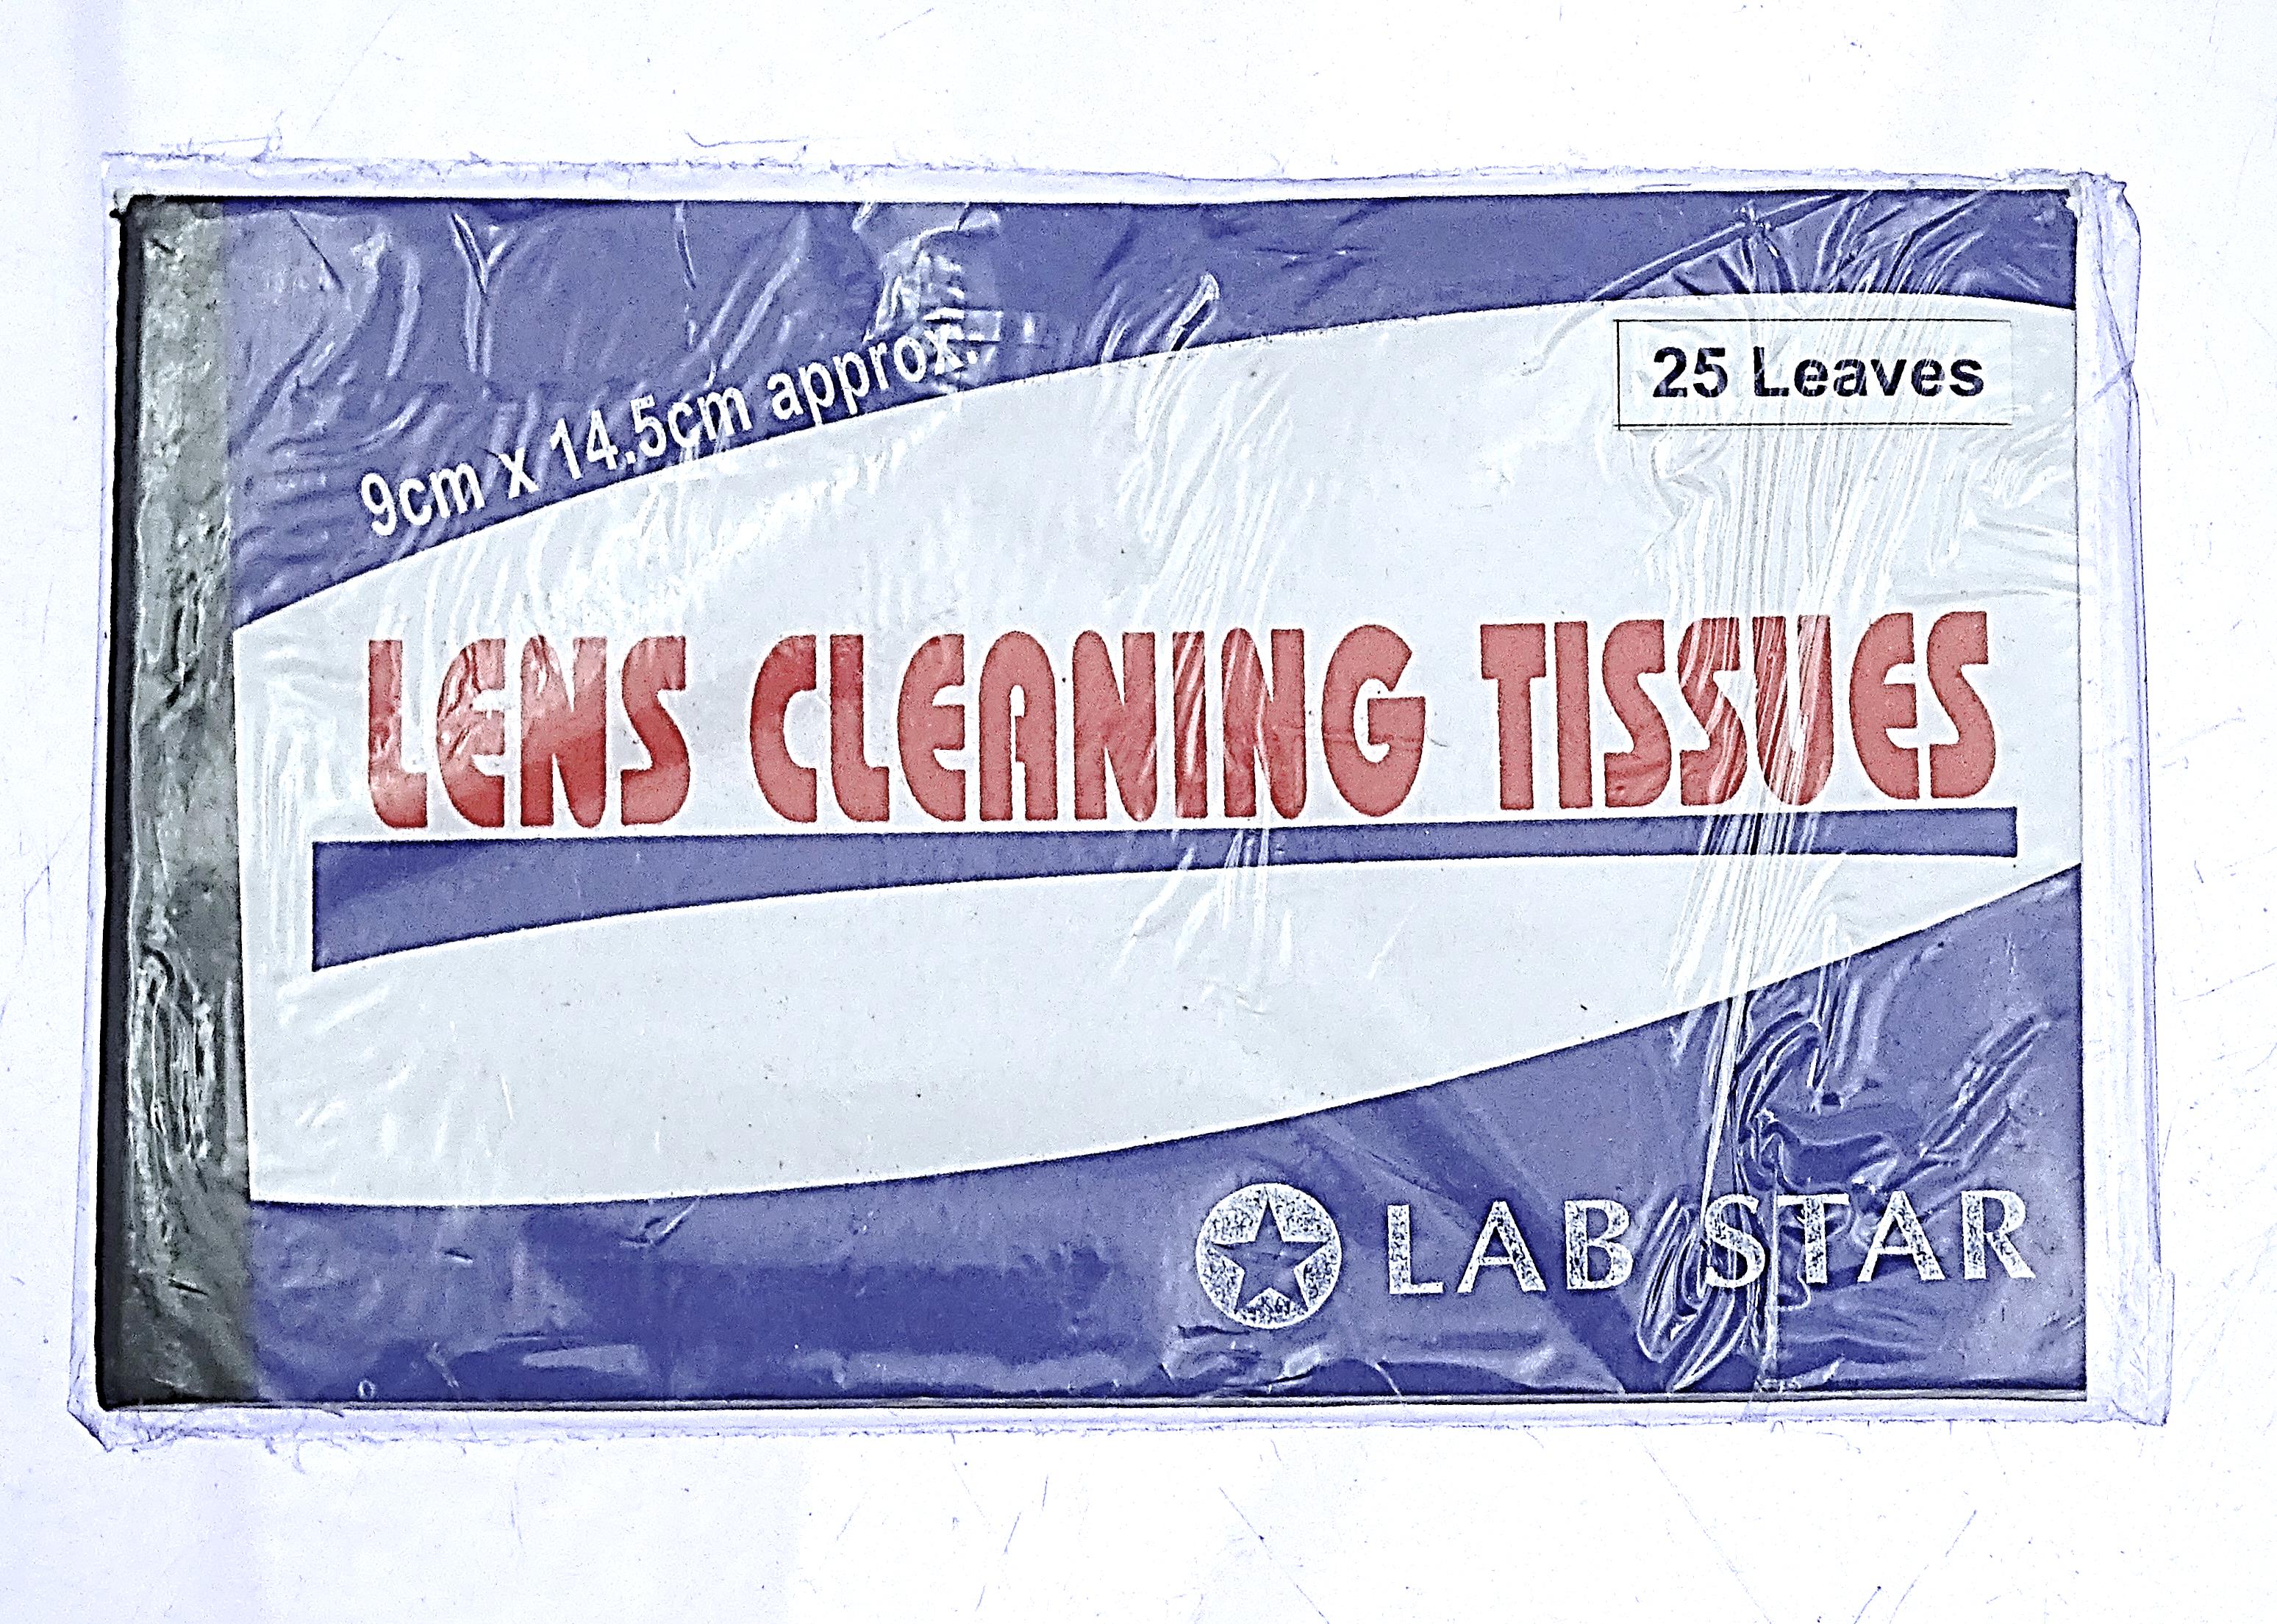 25 Leaves
9cm x 14.5cm approx.
LENS CLEANING TISSUES
LAB STAR